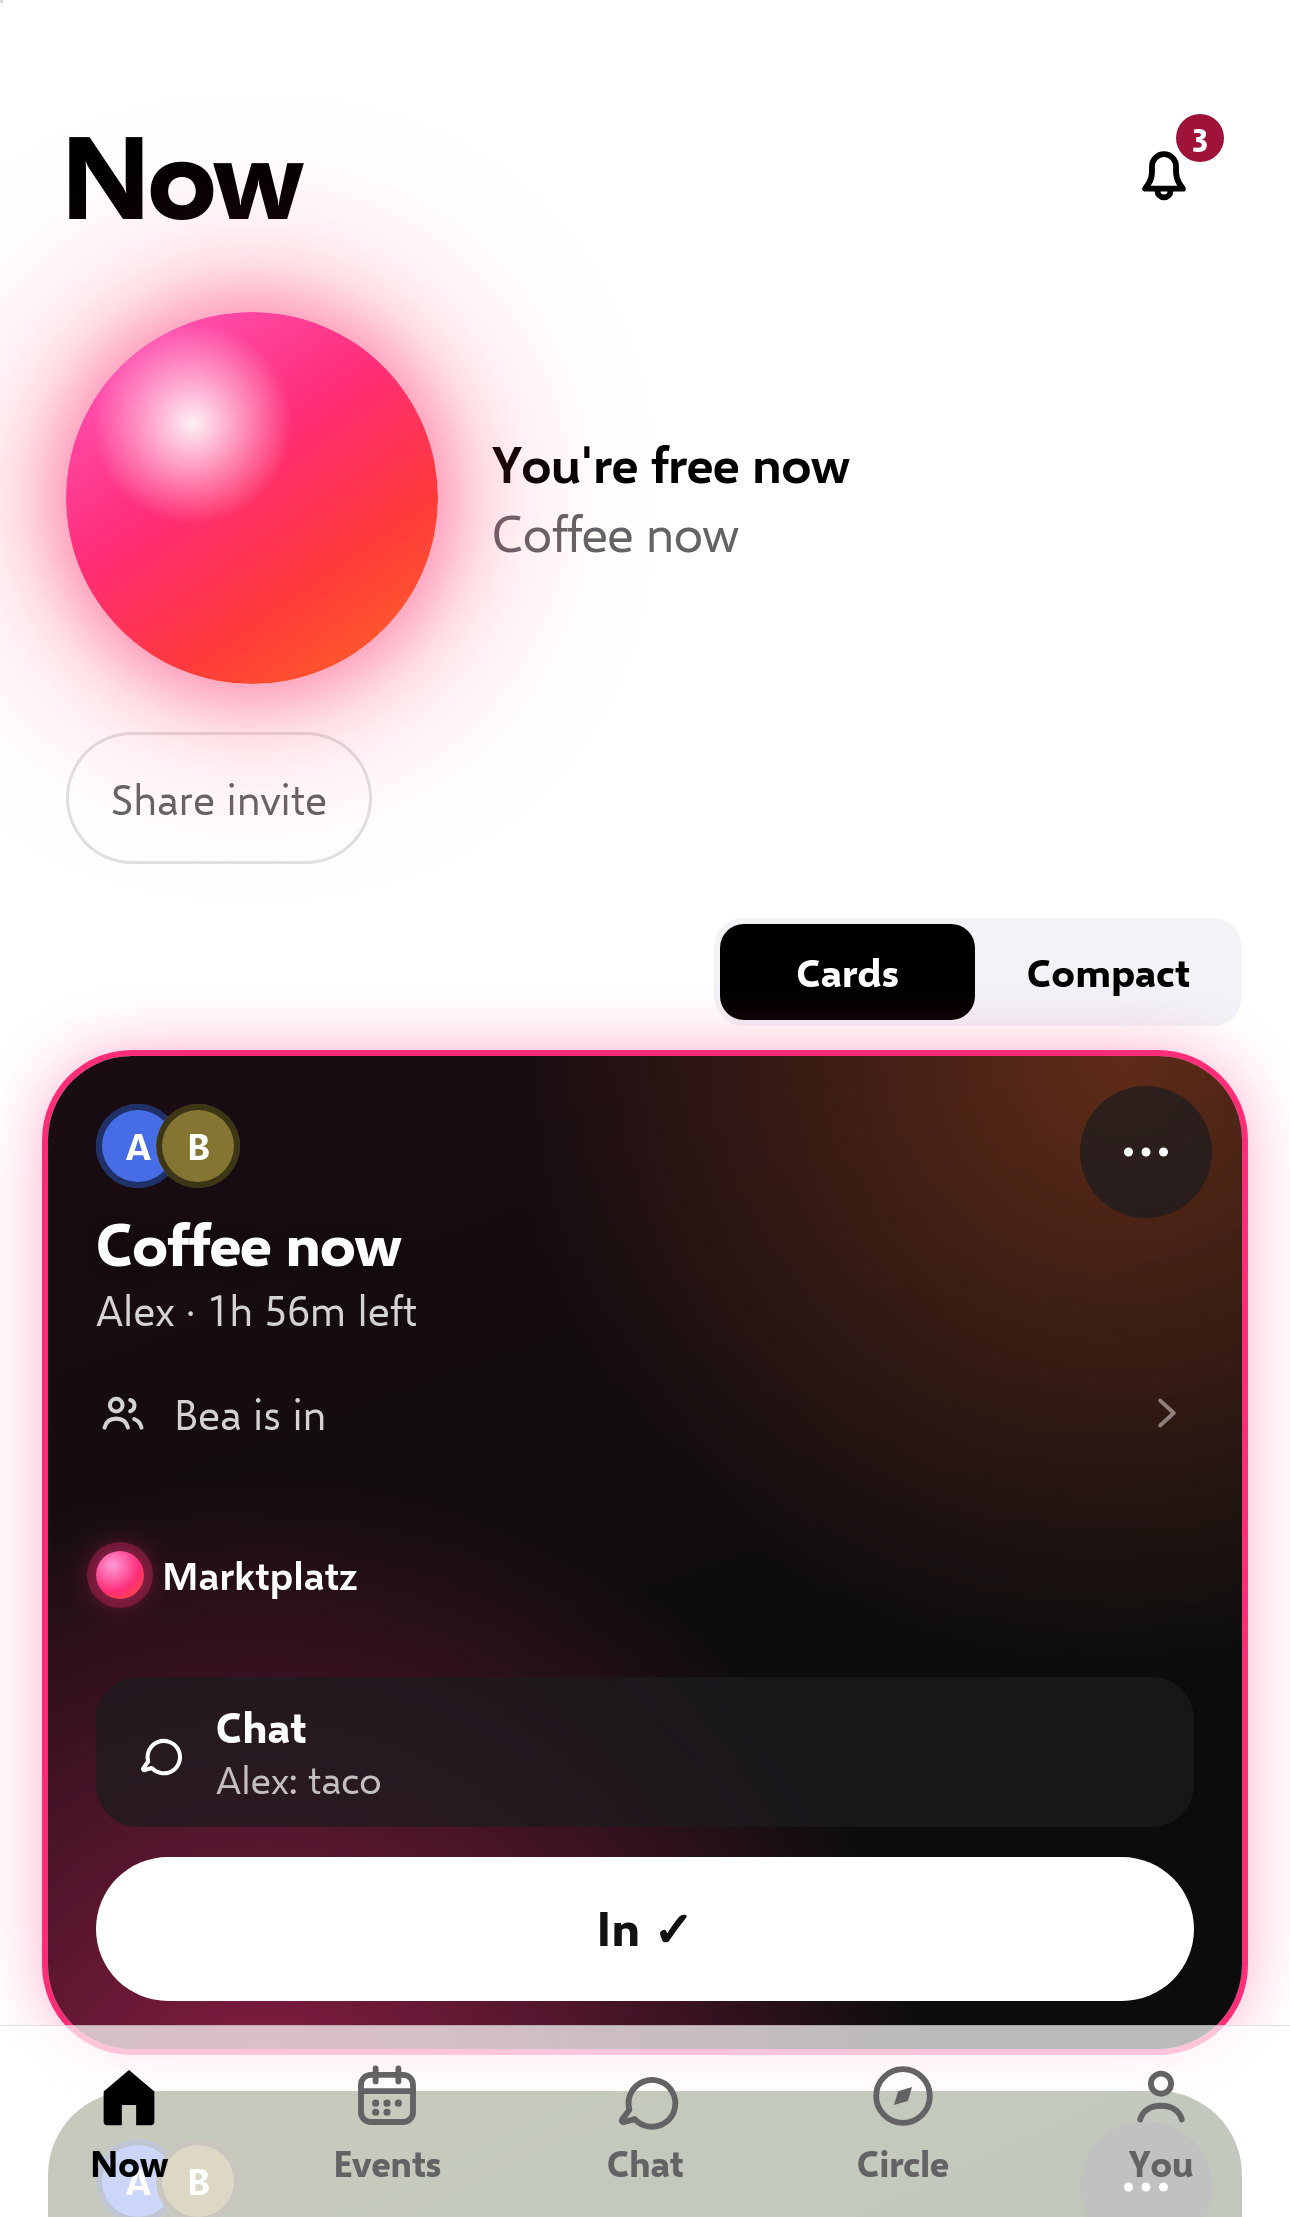 Now
3
You're free now
Coffee now
Share invite
Cards
Compact
A
B
Coffee now
Alex · 1h 56m left
Bea is in
Marktplatz
Chat
Alex: taco
In ✓
A
B
Now
Events
Chat
Circle
You